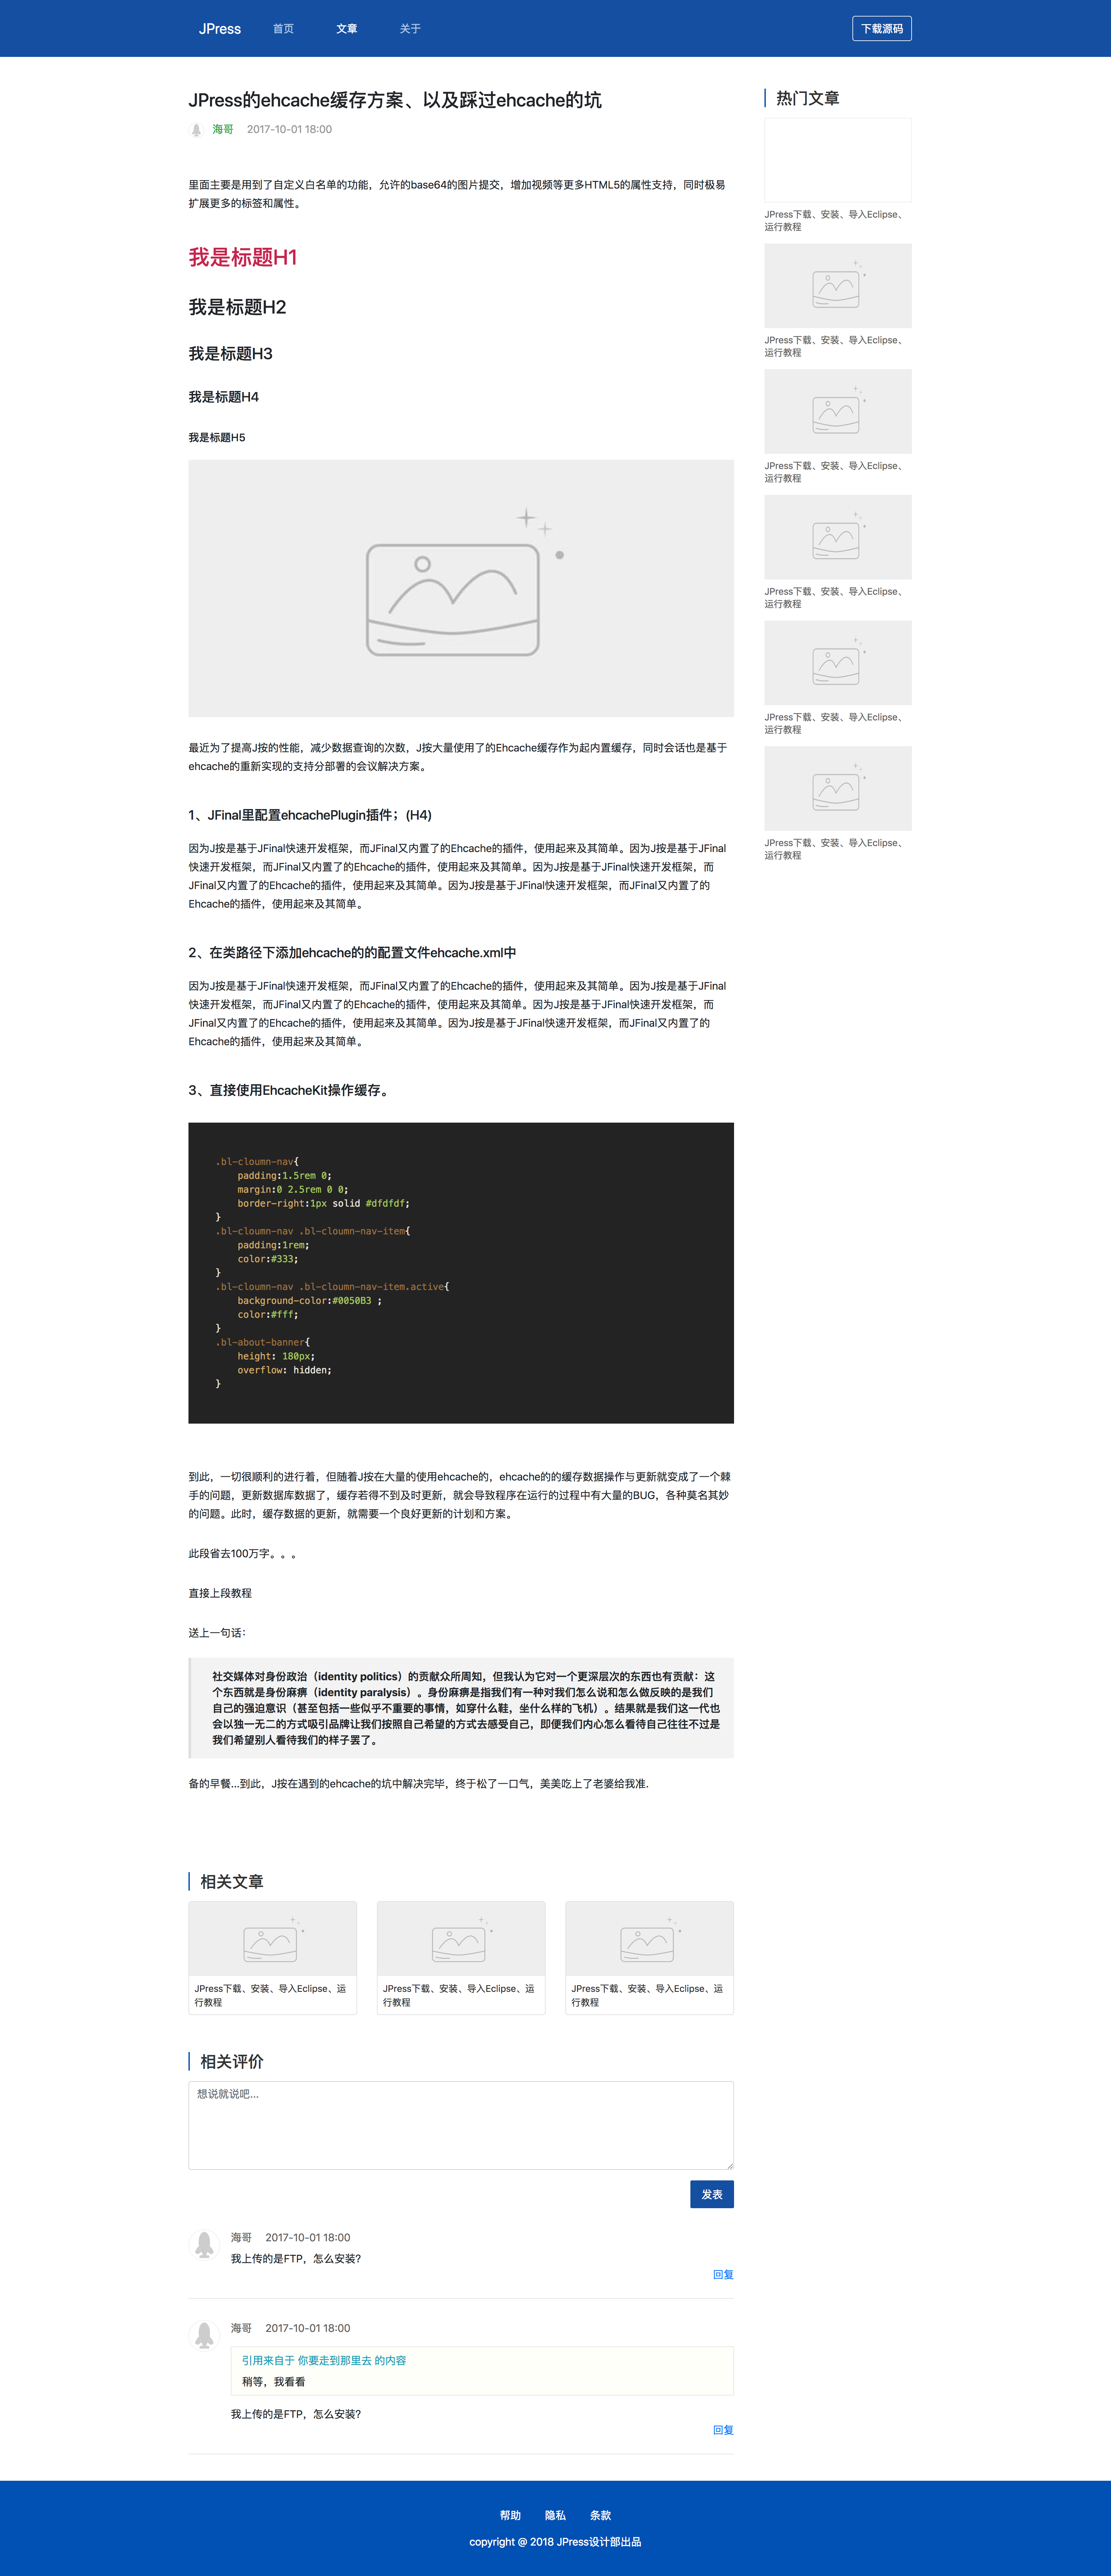 JPress 首页 文章 关于 下载源码
JPress的ehcache缓存方案、以及踩过ehcache的坑
海哥 2017-10-01 18:00
里面主要是用到了自定义白名单的功能，允许的base64的图片提交，增加视频等更多HTML5的属性支持，同时极易
扩展更多的标签和属性。
我是标题H1
我是标题H2
我是标题H3
我是标题H4
我是标题H5
最近为了提高J按的性能，减少数据查询的次数，J按大量使用了的Ehcache缓存作为起内置缓存，同时会话也是基于
ehcache的重新实现的支持分部署的会议解决方案。
1、JFinal里配置ehcachePlugin插件；(H4)
因为J按是基于JFinal快速开发框架，而JFinal又内置了的Ehcache的插件，使用起来及其简单。因为J按是基于JFinal
快速开发框架，而JFinal又内置了的Ehcache的插件，使用起来及其简单。因为J按是基于JFinal快速开发框架，而
JFinal又内置了的Ehcache的插件，使用起来及其简单。因为J按是基于JFinal快速开发框架，而JFinal又内置了的
Ehcache的插件，使用起来及其简单。
2、在类路径下添加ehcache的的配置文件ehcache.xml中
因为J按是基于JFinal快速开发框架，而JFinal又内置了的Ehcache的插件，使用起来及其简单。因为J按是基于JFinal
快速开发框架，而JFinal又内置了的Ehcache的插件，使用起来及其简单。因为J按是基于JFinal快速开发框架，而
JFinal又内置了的Ehcache的插件，使用起来及其简单。因为J按是基于JFinal快速开发框架，而JFinal又内置了的
Ehcache的插件，使用起来及其简单。
3、直接使用EhcacheKit操作缓存。
.bl-cloumn-nav{
padding:1.5rem 0;
margin:0 2.5rem 0 0;
border-right:1px solid #dfdfdf;
}
.bl-cloumn-nav .bl-cloumn-nav-item{
padding:1rem;
color:#333;
}
.bl-cloumn-nav .bl-cloumn-nav-item.active{
background-color:#0050B3 ;
color:#fff;
}
.bl-about-banner{
height: 180px;
overflow: hidden;
}
到此，一切很顺利的进行着，但随着J按在大量的使用ehcache的，ehcache的的缓存数据操作与更新就变成了一个棘
手的问题，更新数据库数据了，缓存若得不到及时更新，就会导致程序在运行的过程中有大量的BUG，各种莫名其妙
的问题。此时，缓存数据的更新，就需要一个良好更新的计划和方案。
此段省去100万字。。。
直接上段教程
送上一句话：
社交媒体对身份政治（identity politics）的贡献众所周知，但我认为它对一个更深层次的东西也有贡献：这
个东西就是身份麻痹（identity paralysis）。身份麻痹是指我们有一种对我们怎么说和怎么做反映的是我们
自己的强迫意识（甚至包括一些似乎不重要的事情，如穿什么鞋，坐什么样的飞机）。结果就是我们这一代也
会以独一无二的方式吸引品牌让我们按照自己希望的方式去感受自己，即便我们内心怎么看待自己往往不过是
我们希望别人看待我们的样子罢了。
备的早餐...到此，J按在遇到的ehcache的坑中解决完毕，终于松了一口气，美美吃上了老婆给我准.
相关文章
JPress下载、安装、导入Eclipse、运
行教程
JPress下载、安装、导入Eclipse、运
行教程
JPress下载、安装、导入Eclipse、运
行教程
相关评价
想说就说吧...
发表
海哥 2017-10-01 18:00
我上传的是FTP，怎么安装?
回复
海哥 2017-10-01 18:00
引用来自于 你要走到那里去 的内容
稍等，我看看
我上传的是FTP，怎么安装?
回复
热门文章
JPress下载、安装、导入Eclipse、
运行教程
JPress下载、安装、导入Eclipse、
运行教程
JPress下载、安装、导入Eclipse、
运行教程
JPress下载、安装、导入Eclipse、
运行教程
JPress下载、安装、导入Eclipse、
运行教程
JPress下载、安装、导入Eclipse、
运行教程
帮助 隐私 条款
copyright @ 2018 JPress设计部出品